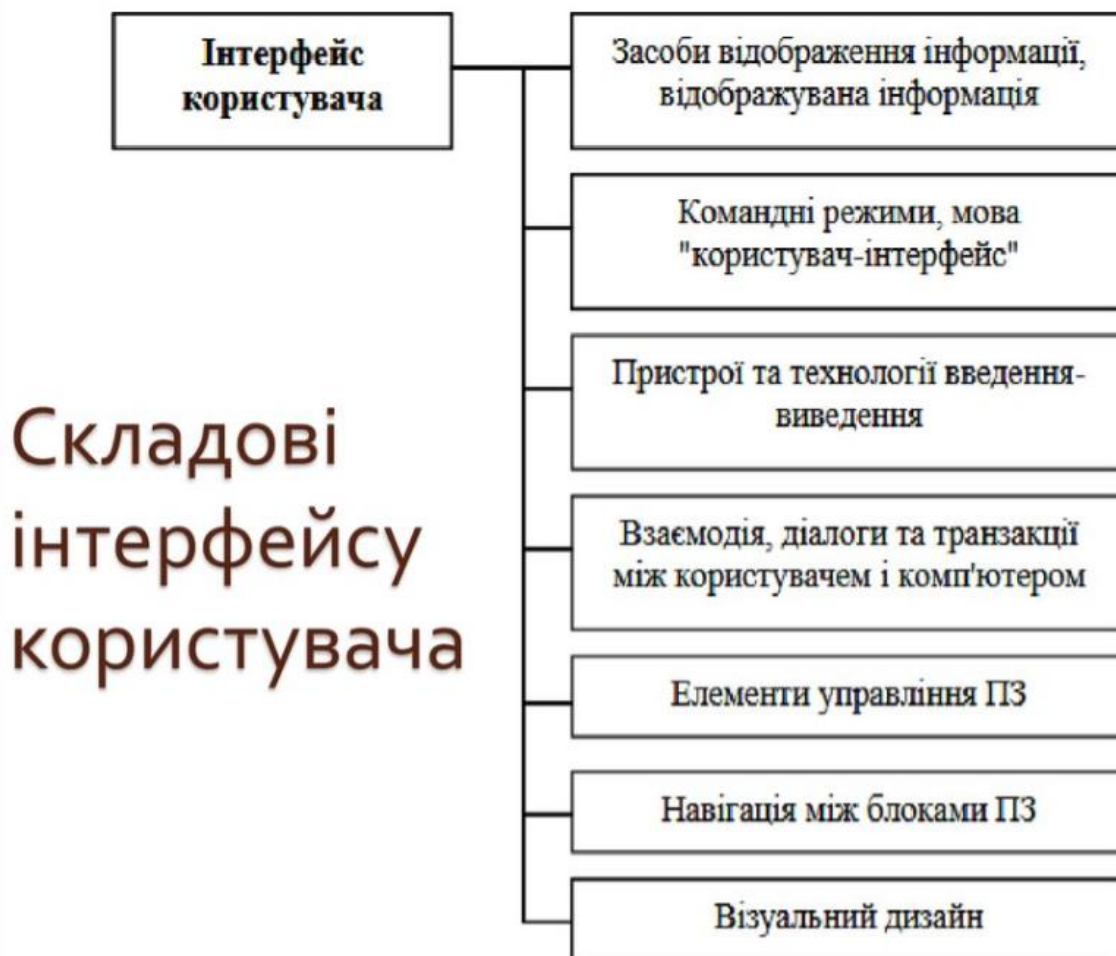 Інтерфейс
користувача
Засоби відображення інформації,
відображувана інформація
Командні режими, мова
"користувач-інтерфейс"
Пристрої та технології введення-
виведення
Взаємодія, діалоги та транзакції
між користувачем і комп'ютером
Елементи управління ПЗ
Навігація між блоками ПЗ
Візуальний дизайн
Складові
інтерфейсу
користувача